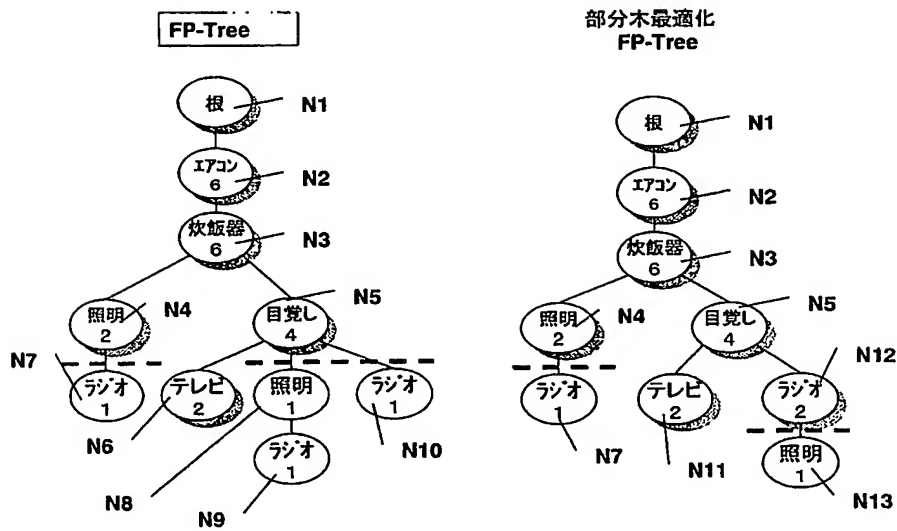 FP-Tree
部分木最適化
FP-Tree
根
N1
エアコン
6
N2
炊飯器
6
N3
照明
2
N4
目覚し
4
N5
N7
ラジオ
1
テレビ
2
照明
1
ラジオ
1
N6
N10
ラジオ
1
N8
N9
根
N1
エアコン
6
N2
炊飯器
6
N3
照明
2
N4
目覚し
4
N5
N12
ラジオ
1
テレビ
2
ラジオ
2
N7
N11
照明
1
N13